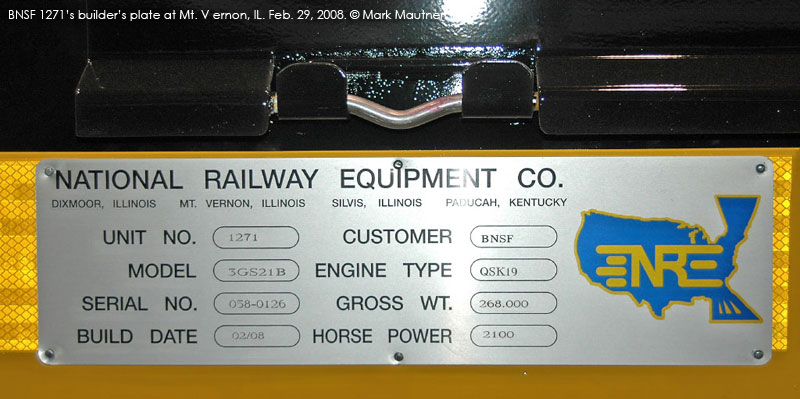 BNSF 1271's builder's plate at Mt. V ernon, IL. Feb. 29, 2008. © Mark Mautner
NATIONAL RAILWAY EQUIPMENT CO.
DIXMOOR, ILLINOIS MT. VERNON, ILLINOIS SILVIS, ILLINOIS PADUCAH, KENTUCKY
UNIT NO. 1271 CUSTOMER BNSF
MODEL 3GS21B ENGINE TYPE QSK19
SERIAL NO. 058-0126 GROSS WT. 268.000
BUILD DATE 02/08 HORSE POWER 2100
NRE